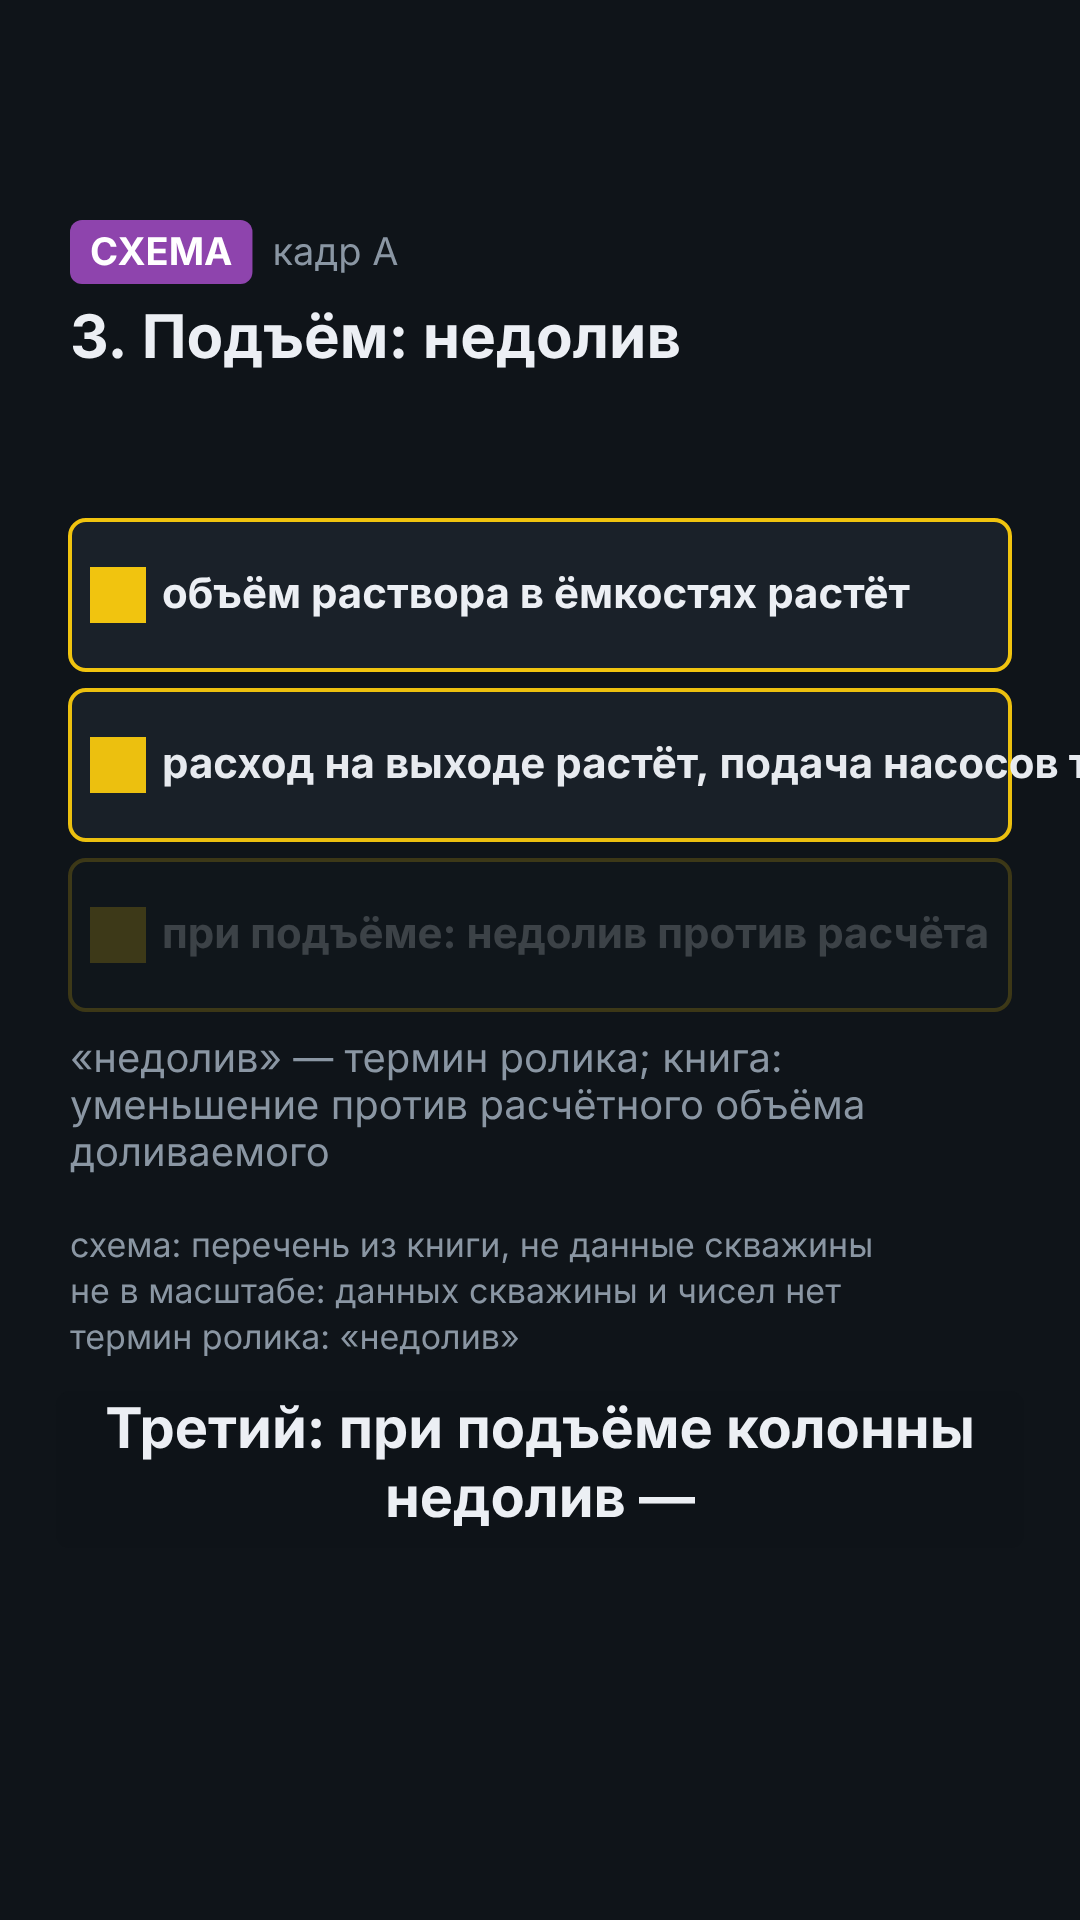 СХЕМА кадр А
3. Подъём: недолив
объём раствора в ёмкостях растёт
расход на выходе растёт, подача насосов
при подъёме: недолив против расчёта
«недолив» — термин ролика; книга:
уменьшение против расчётного объёма
доливаемого
схема: перечень из книги, не данные скважины
не в масштабе: данных скважины и чисел нет
термин ролика: «недолив»
Третий: при подъёме колонны
недолив —